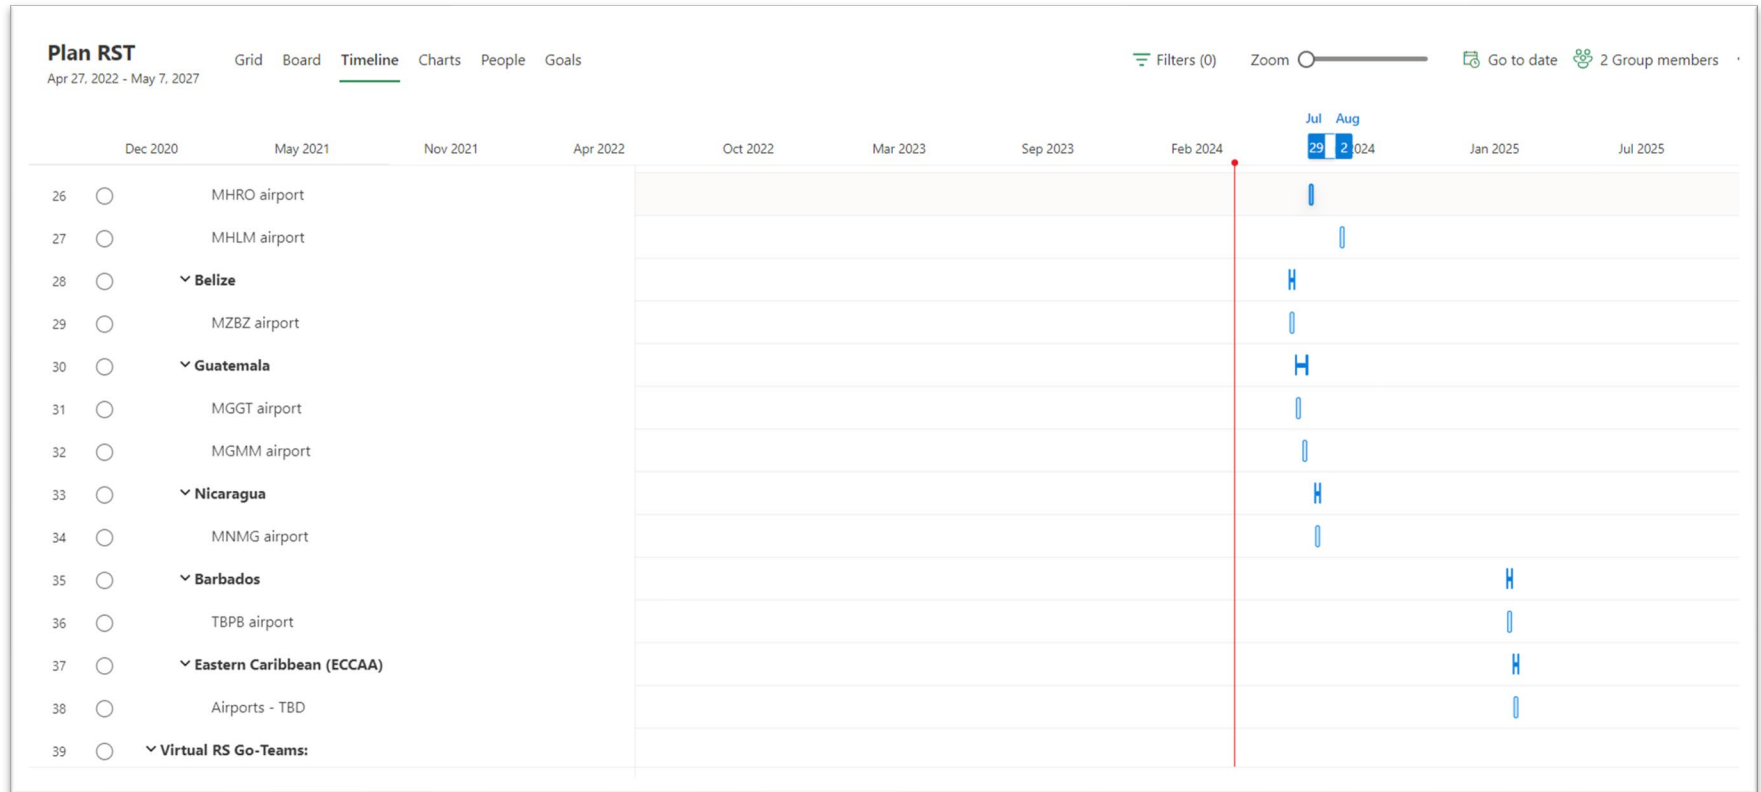 Plan RST
Apr 27, 2022 - May 7, 2027
Grid Board Timeline Charts People Goals
Filters (0) Zoom Go to date 2 Group members
Jul Aug
Dec 2020 May 2021 Nov 2021 Apr 2022 Oct 2022 Mar 2023 Sep 2023 Feb 2024 29 2 2024 Jan 2025 Jul 2025
26 MHRO airport
27 MHLM airport
28 Belize
29 MZBZ airport
30 Guatemala
31 MGGT airport
32 MGMM airport
33 Nicaragua
34 MNMG airport
35 Barbados
36 TBPB airport
37 Eastern Caribbean (ECCAA)
38 Airports - TBD
39 Virtual RS Go-Teams: